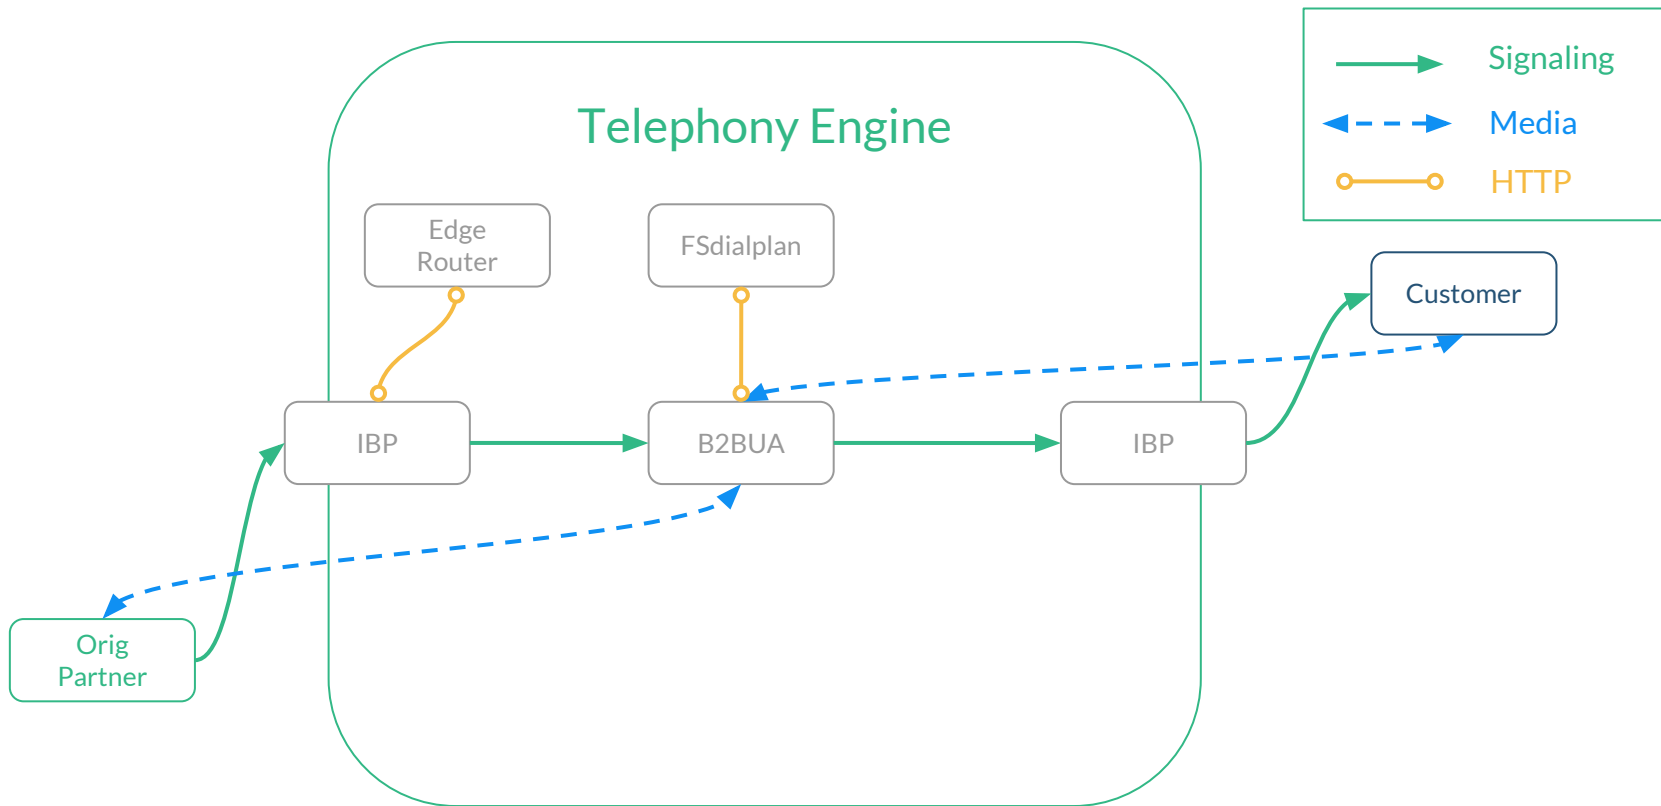 Telephony Engine
Signaling
Media
HTTP
Edge
Router
FSdialplan
Customer
IBP
B2BUA
IBP
Orig
Partner